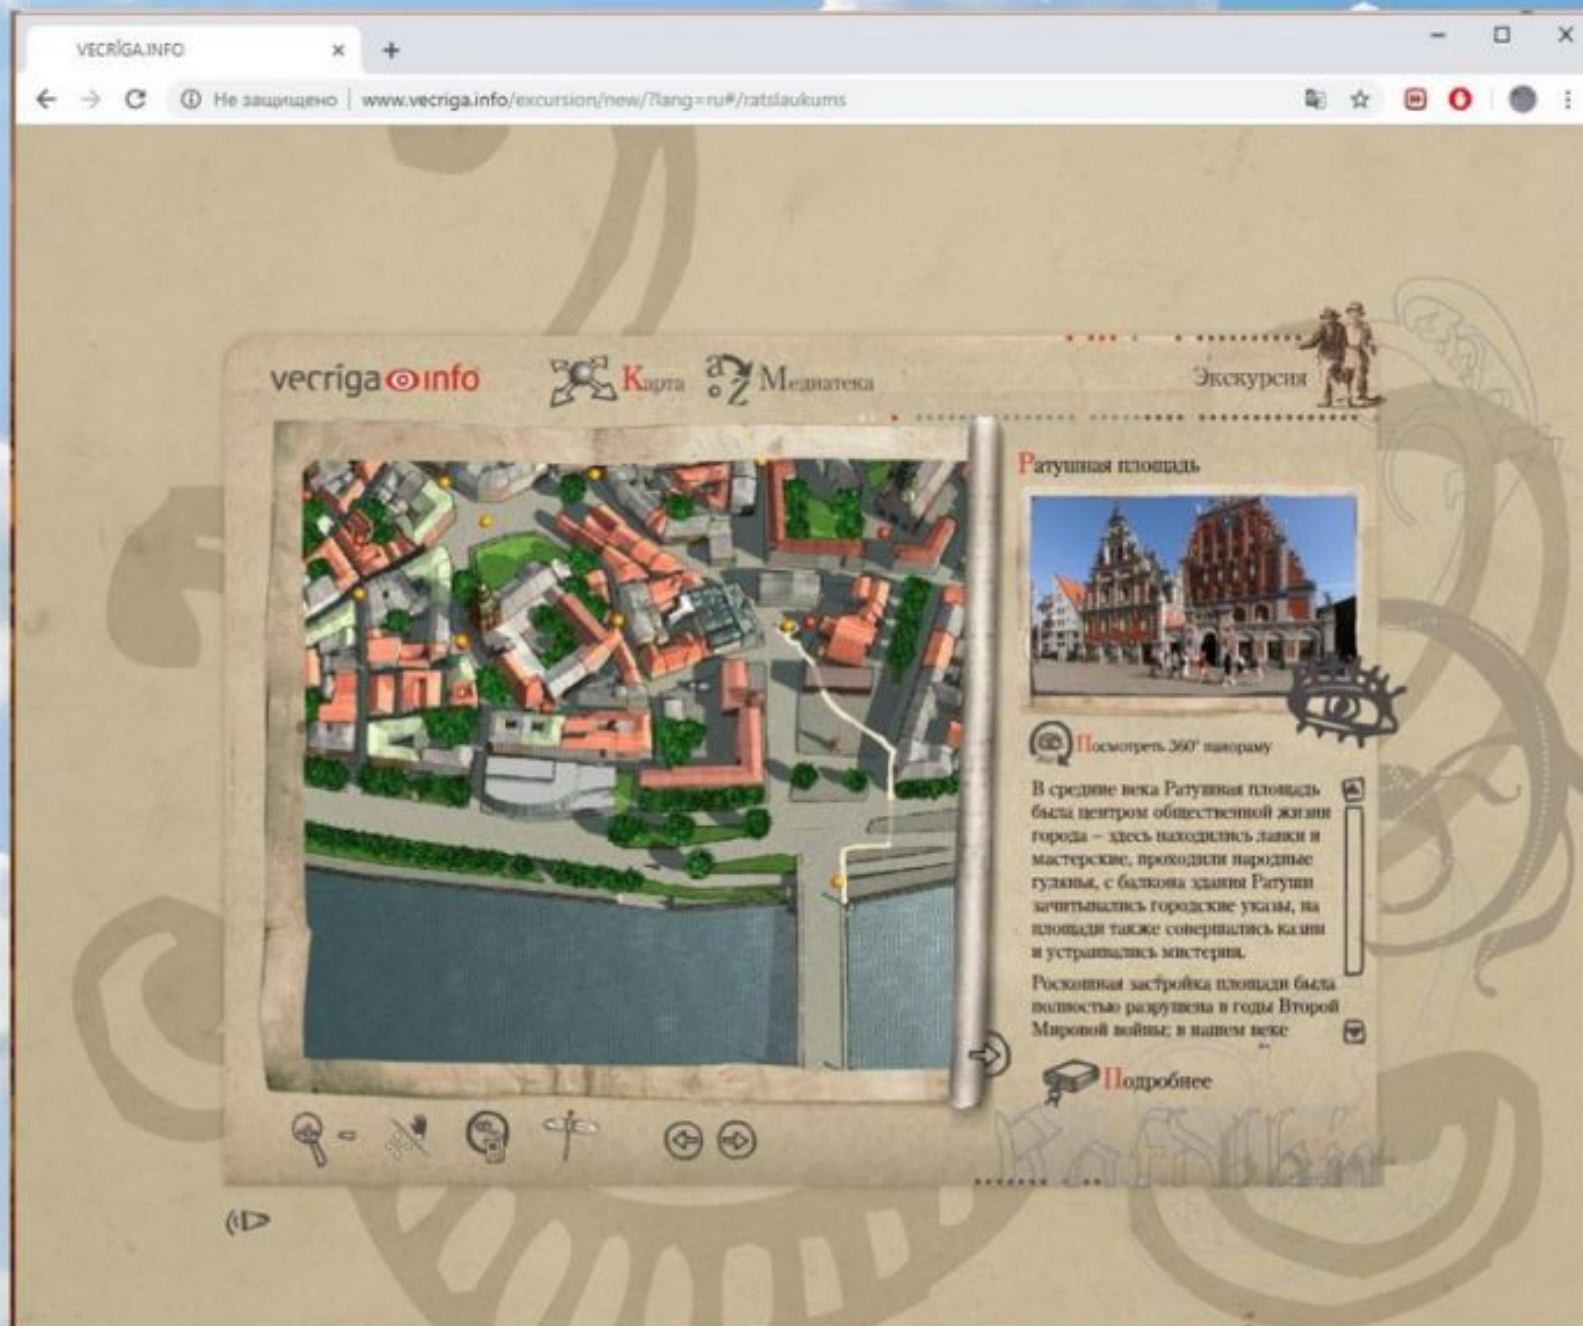 VECRĪGA.INFO
Не защищено
www.vecriga.info/excursion/new/?lang=ru#/ratslaukums
vecrīga info
Карта
Медиатека
Экскурсия
Ратушная площадь
Посмотреть 360° панораму
В средние века Ратушная площадь
была центром общественной жизни
города – здесь находились лавки и
мастерские, проходили народные
гулянья, с балкона здания Ратуши
зачитывались городские указы, на
площади также совершались казни
и устраивались мистерии.
Роскошная застройка площади была
полностью разрушена в годы Второй
Мировой войны; в нашем веке
Подробнее